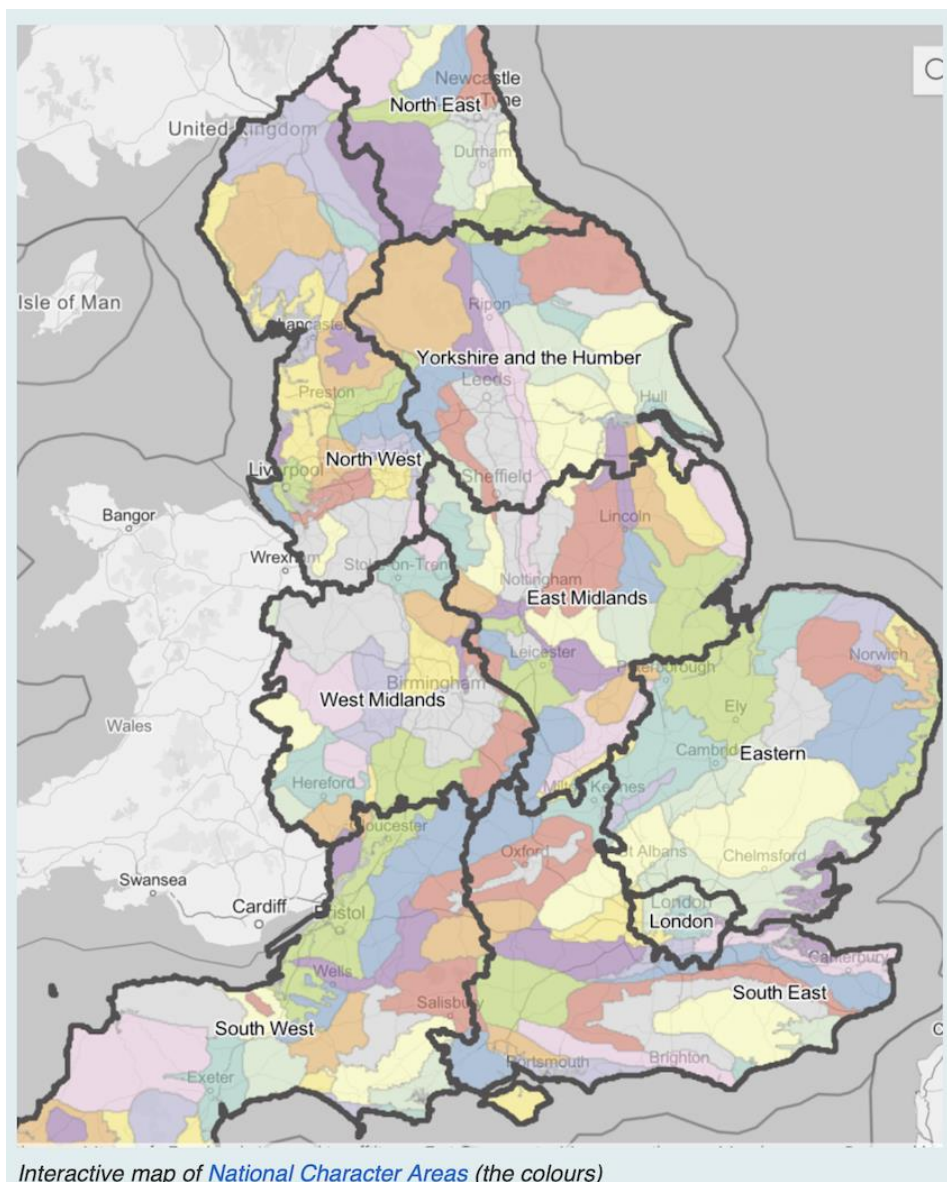 Newcastle
upon Tyne
North East
United Kingdom
Durham
Isle of Man
Ripon
Lancaster
Yorkshire and the Humber
Leeds
Preston
Hull
North West
Liverpool
Sheffield
Bangor
Lincoln
Wrexham
Stoke-on-Trent
Nottingham
East Midlands
Leicester
Norwich
Peterborough
Birmingham
West Midlands
Ely
Wales
Cambridge
Eastern
Hereford
Milton Keynes
Gloucester
Oxford
St Albans
Chelmsford
Swansea
Cardiff
Bristol
London
London
Wells
Canterbury
South East
Salisbury
South West
Portsmouth
Brighton
Exeter
Interactive map of National Character Areas (the colours)